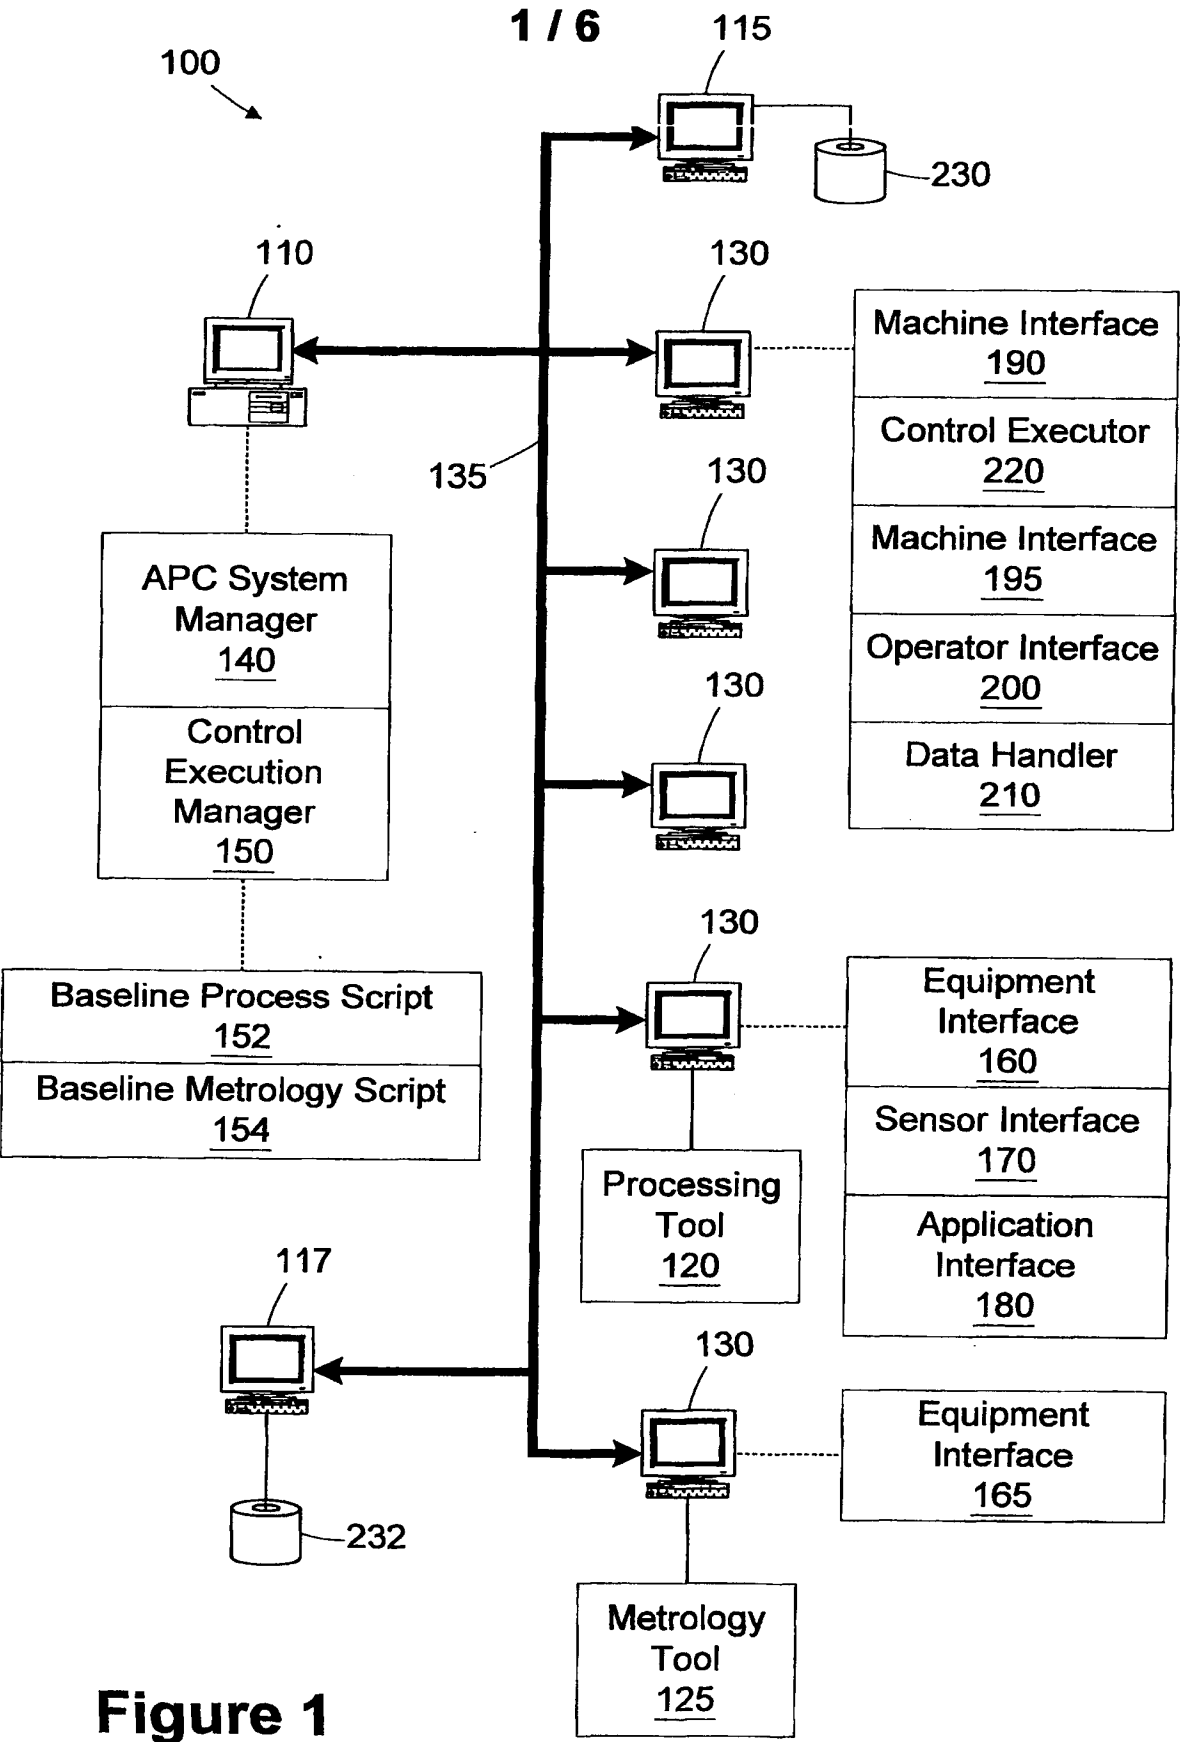 1 / 6
115
100
230
110
130
Machine Interface
190
Control Executor
220
135
130
Machine Interface
195
APC System
Manager
140
Operator Interface
200
130
Control
Execution
Manager
150
Data Handler
210
130
Baseline Process Script
152
Baseline Metrology Script
154
Equipment
Interface
160
Sensor Interface
170
Processing
Tool
120
Application
Interface
180
117
130
Equipment
Interface
165
232
Metrology
Tool
125
Figure 1